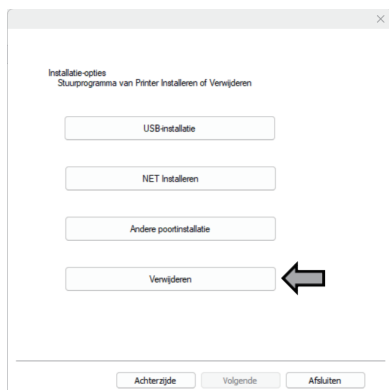 Installatie-opties
Stuurprogramma van Printer Installeren of Verwijderen
USB-installatie
NET Installeren
Andere poortinstallatie
Verwijderen
Achterzijde Volgende Afsluiten